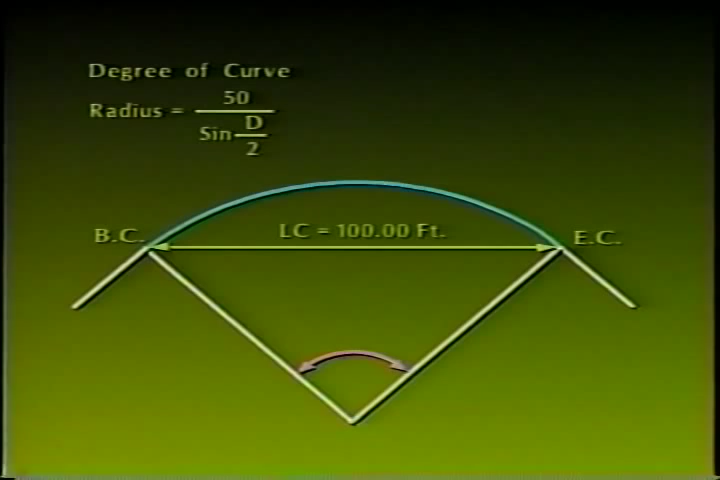 Degree of Curve
Radius = 50
Sin D
2
B.C.
LC = 100.00 Ft.
E.C.